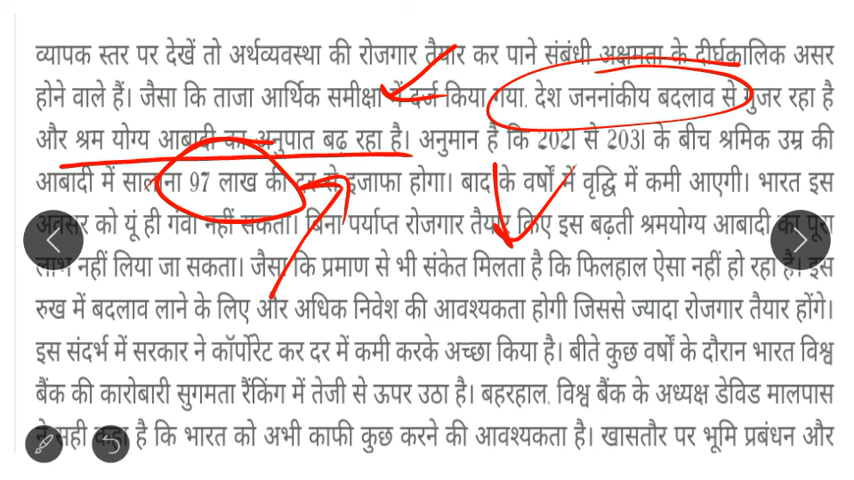 व्यापक स्तर पर देखें तो अर्थव्यवस्था की रोजगार तैयार कर पाने संबंधी अक्षमता के दीर्घकालिक असर
होने वाले हैं। जैसा कि ताजा आर्थिक समीक्षा में दर्ज किया गया, देश जननांकीय बदलाव से गुजर रहा है
और श्रम योग्य आबादी का अनुपात बढ़ रहा है। अनुमान है कि 2021 से 2031 के बीच श्रमिक उम्र की
आबादी में सालाना 97 लाख की दर से इजाफा होगा। बाद के वर्षों में वृद्धि में कमी आएगी। भारत इस
अवसर को यूं ही गंवा नहीं सकता। बिना पर्याप्त रोजगार तैयार किए इस बढ़ती श्रमयोग्य आबादी का पूरा
लाभ नहीं लिया जा सकता। जैसा कि प्रमाण से भी संकेत मिलता है कि फिलहाल ऐसा नहीं हो रहा है। इस
रुख में बदलाव लाने के लिए और अधिक निवेश की आवश्यकता होगी जिससे ज्यादा रोजगार तैयार होंगे।
इस संदर्भ में सरकार ने कॉर्पोरेट कर दर में कमी करके अच्छा किया है। बीते कुछ वर्षों के दौरान भारत विश्व
बैंक की कारोबारी सुगमता रैंकिंग में तेजी से ऊपर उठा है। बहरहाल, विश्व बैंक के अध्यक्ष डेविड मालपास
ने सही कहा है कि भारत को अभी काफी कुछ करने की आवश्यकता है। खासतौर पर भूमि प्रबंधन और